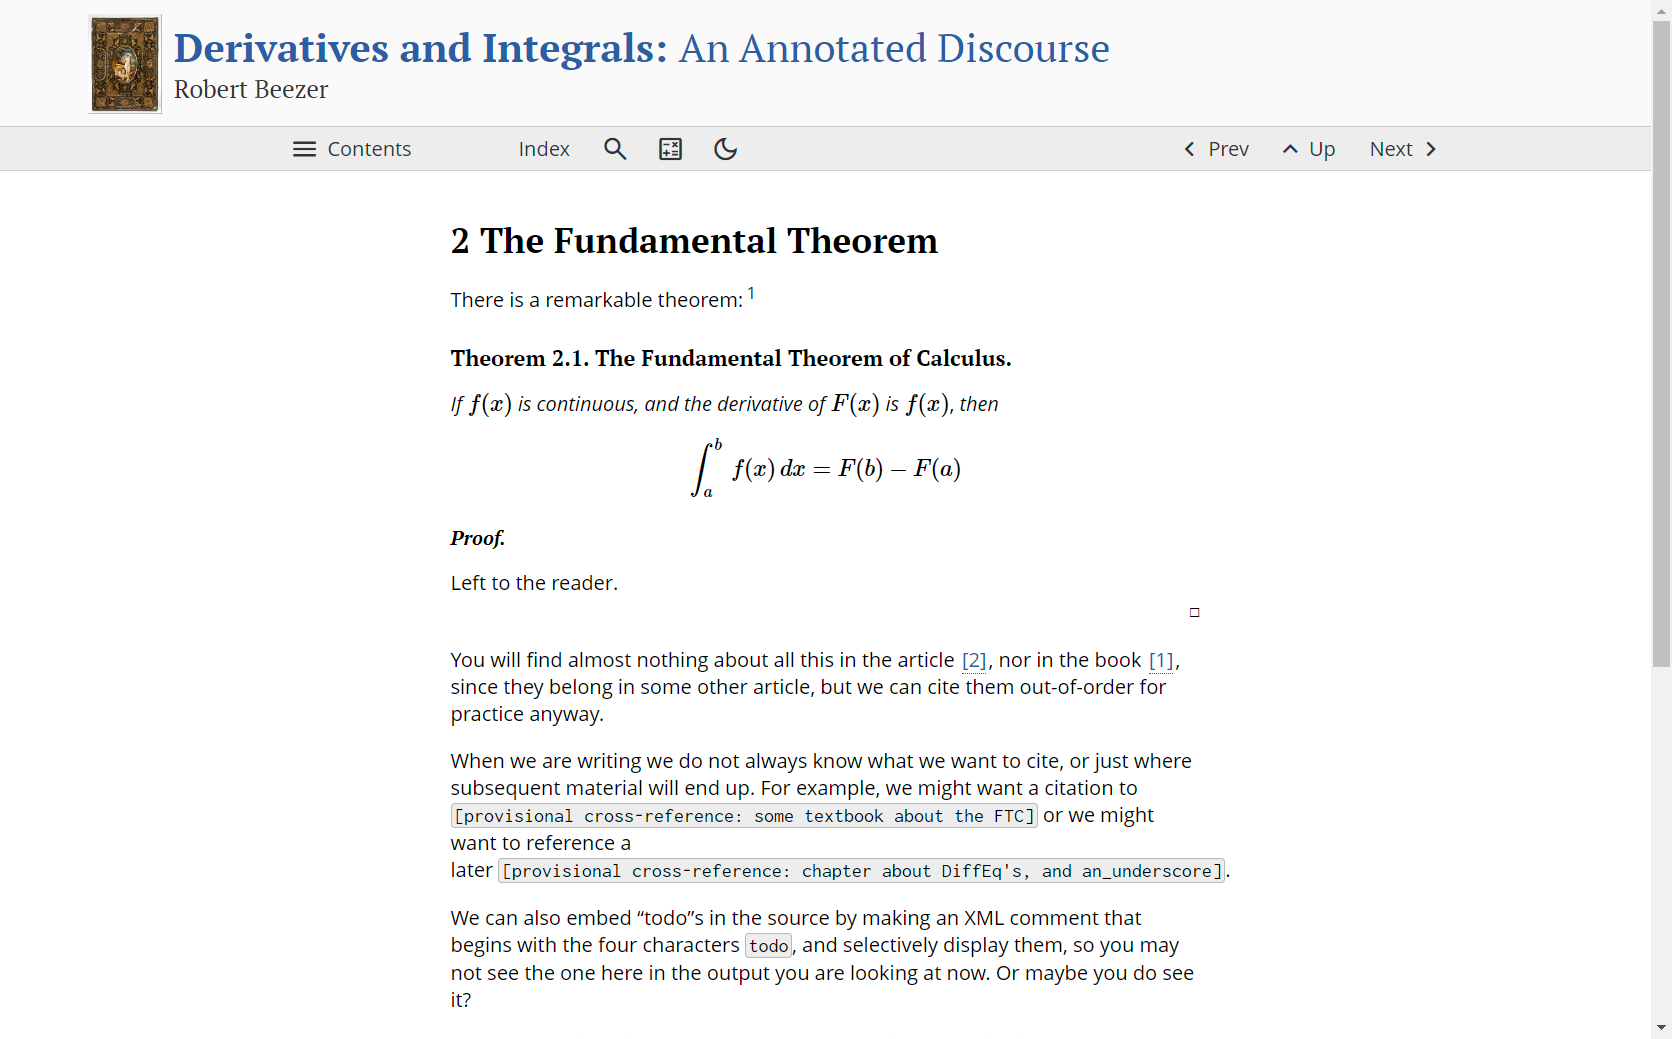 Derivatives and Integrals: An Annotated Discourse
Robert Beezer
Contents Index Prev Up Next
2 The Fundamental Theorem
There is a remarkable theorem: 1
Theorem 2.1. The Fundamental Theorem of Calculus.
If f(x) is continuous, and the derivative of F(x) is f(x), then
∫_a^b f(x) dx = F(b) − F(a)
Proof.
Left to the reader.
□
You will find almost nothing about all this in the article [2], nor in the book [1],
since they belong in some other article, but we can cite them out-of-order for
practice anyway.
When we are writing we do not always know what we want to cite, or just where
subsequent material will end up. For example, we might want a citation to
[provisional cross-reference: some textbook about the FTC] or we might
want to reference a
later [provisional cross-reference: chapter about DiffEq's, and an_underscore].
We can also embed “todo”s in the source by making an XML comment that
begins with the four characters todo, and selectively display them, so you may
not see the one here in the output you are looking at now. Or maybe you do see
it?